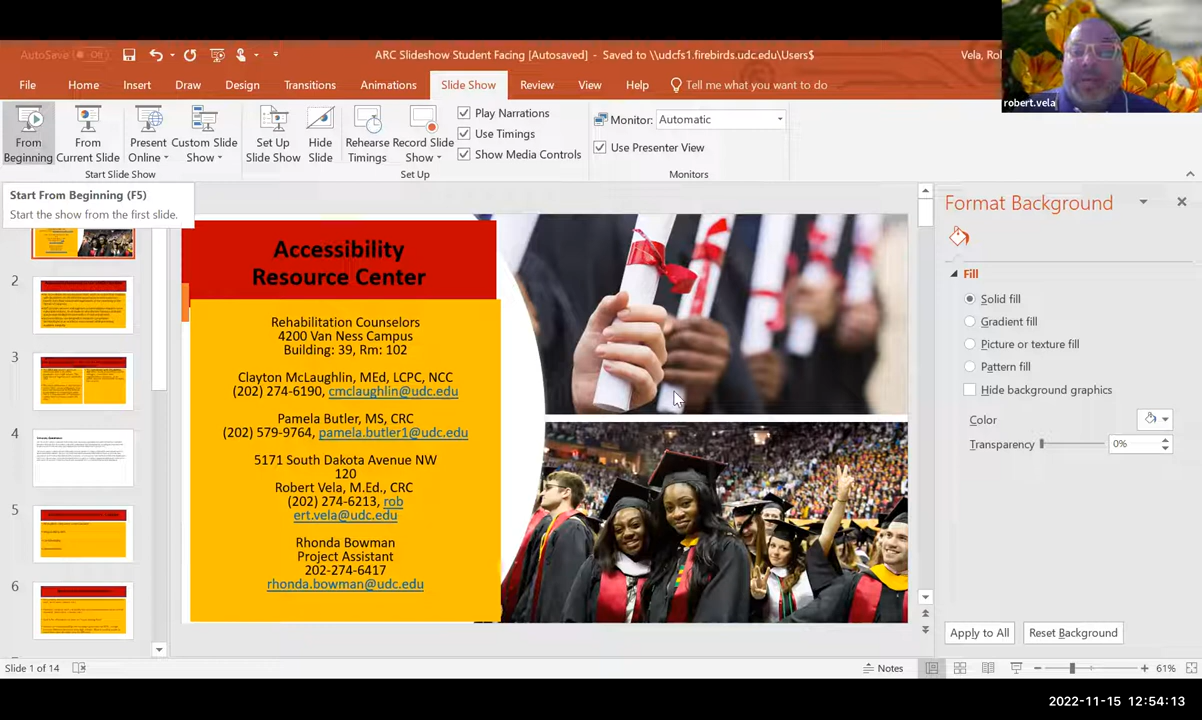 AutoSave Off
ARC Slideshow Student Facing [Autosaved] - Saved to \\udcfs1.firebirds.udc.edu\Users$
Vela, Ro
robert.vela
File Home Insert Draw Design Transitions Animations Slide Show Review View Help Tell me what you want to do
From Beginning
From Current Slide
Present Online
Custom Slide Show
Set Up Slide Show
Hide Slide
Rehearse Timings
Record Slide Show
Play Narrations
Use Timings
Show Media Controls
Monitor: Automatic
Use Presenter View
Start Slide Show
Set Up
Monitors
Start From Beginning (F5)
Start the show from the first slide.
2
3
4
5
6
Accessibility
Resource Center
Rehabilitation Counselors
4200 Van Ness Campus
Building: 39, Rm: 102
Clayton McLaughlin, MEd, LCPC, NCC
(202) 274-6190, cmclaughlin@udc.edu
Pamela Butler, MS, CRC
(202) 579-9764, pamela.butler1@udc.edu
5171 South Dakota Avenue NW
120
Robert Vela, M.Ed., CRC
(202) 274-6213, rob
ert.vela@udc.edu
Rhonda Bowman
Project Assistant
202-274-6417
rhonda.bowman@udc.edu
Format Background
Fill
Solid fill
Gradient fill
Picture or texture fill
Pattern fill
Hide background graphics
Color
Transparency 0%
Apply to All
Reset Background
Slide 1 of 14
Notes
61%
2022-11-15 12:54:13